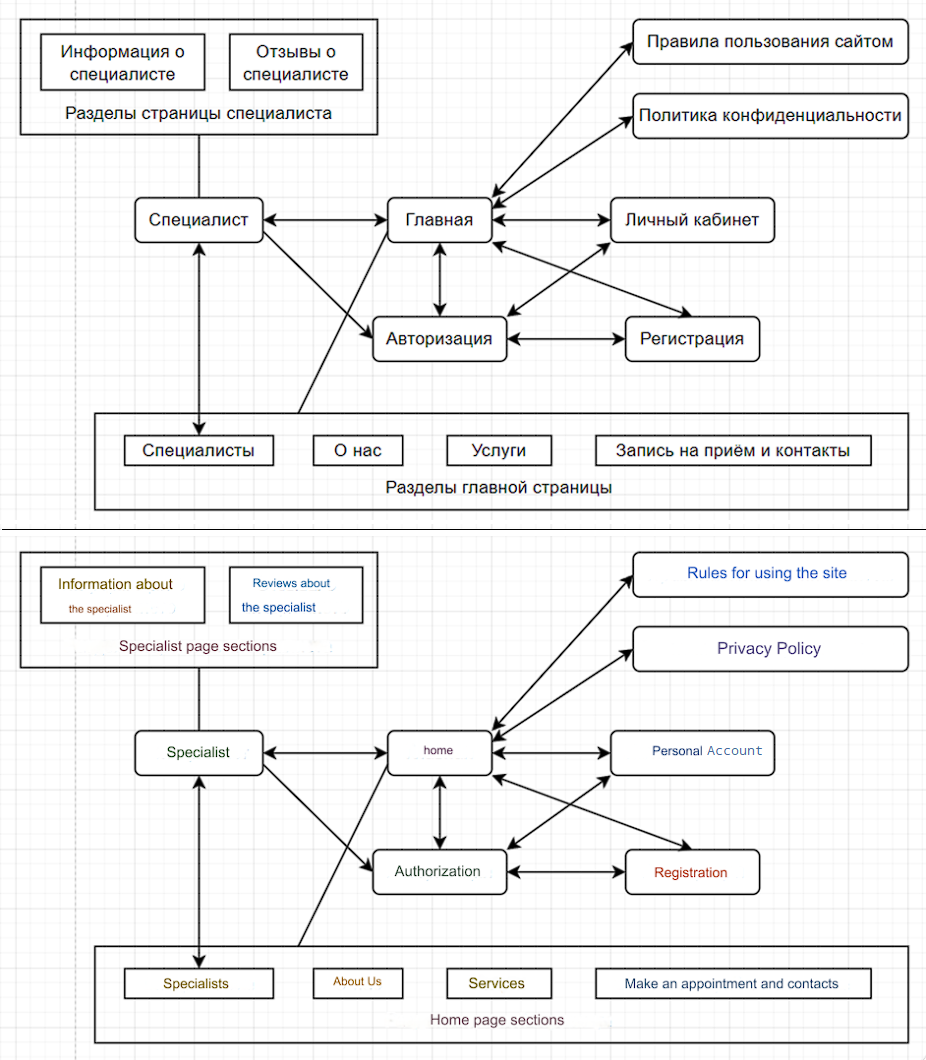 Информация о
специалисте
Отзывы о
специалисте
Разделы страницы специалиста
Правила пользования сайтом
Политика конфиденциальности
Специалист
Главная
Личный кабинет
Авторизация
Регистрация
Специалисты
О нас
Услуги
Запись на приём и контакты
Разделы главной страницы
Information about
the specialist
Reviews about
the specialist
Specialist page sections
Rules for using the site
Privacy Policy
Specialist
home
Personal Account
Authorization
Registration
Specialists
About Us
Services
Make an appointment and contacts
Home page sections